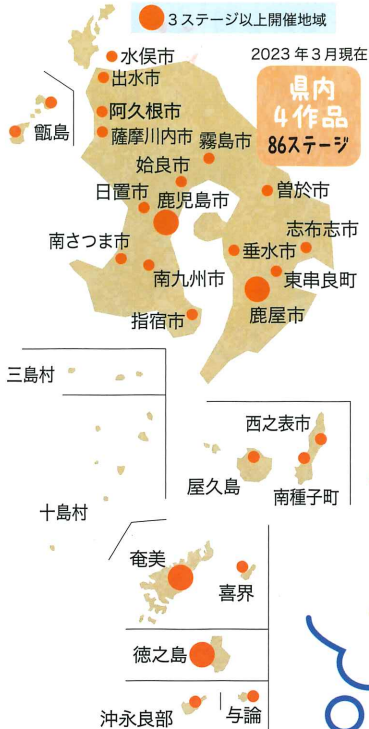 3ステージ以上開催地域
2023年3月現在
県内
4作品
86ステージ
水俣市
出水市
阿久根市
薩摩川内市
甑島
霧島市
姶良市
日置市
鹿児島市
曽於市
志布志市
垂水市
南さつま市
南九州市
東串良町
鹿屋市
指宿市
三島村
西之表市
屋久島
南種子町
十島村
奄美
喜界
徳之島
沖永良部
与論